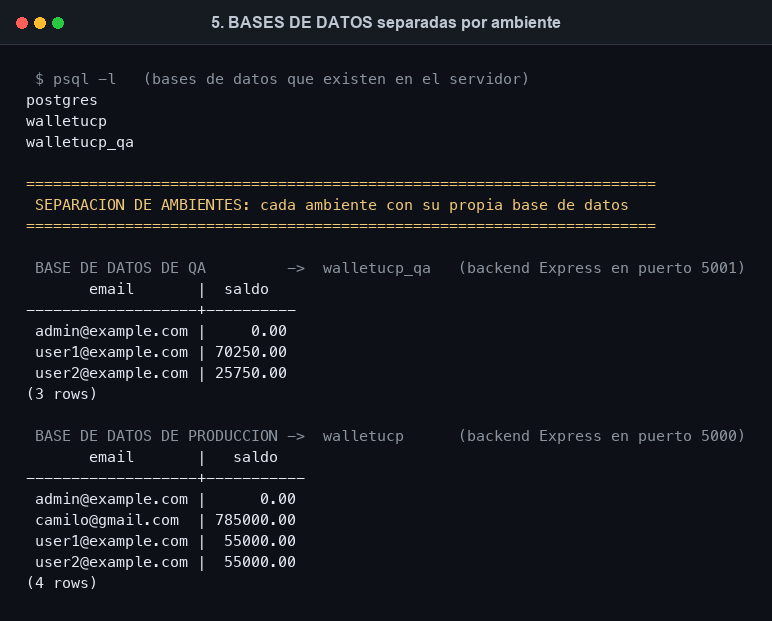 5. BASES DE DATOS separadas por ambiente
$ psql -l   (bases de datos que existen en el servidor)
postgres
walletucp
walletucp_qa
======================================================================
SEPARACION DE AMBIENTES: cada ambiente con su propia base de datos
======================================================================
BASE DE DATOS DE QA         ->  walletucp_qa   (backend Express en puerto 5001)
       email       |  saldo
-------------------+----------
 admin@example.com |     0.00
 user1@example.com | 70250.00
 user2@example.com | 25750.00
(3 rows)
BASE DE DATOS DE PRODUCCION ->  walletucp      (backend Express en puerto 5000)
       email       |   saldo
-------------------+-----------
 admin@example.com |      0.00
 camilo@gmail.com  | 785000.00
 user1@example.com |  55000.00
 user2@example.com |  55000.00
(4 rows)